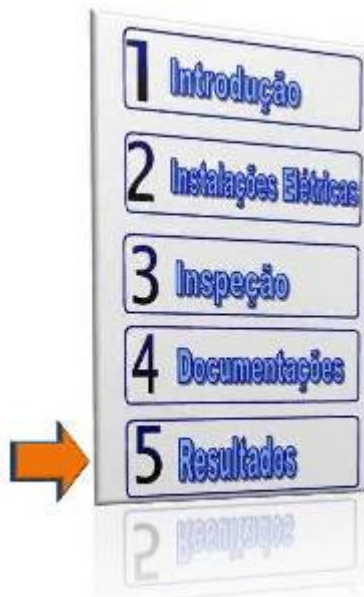 1 Introdução
2 Instalações Elétricas
3 Inspeção
4 Documentações
5 Resultados